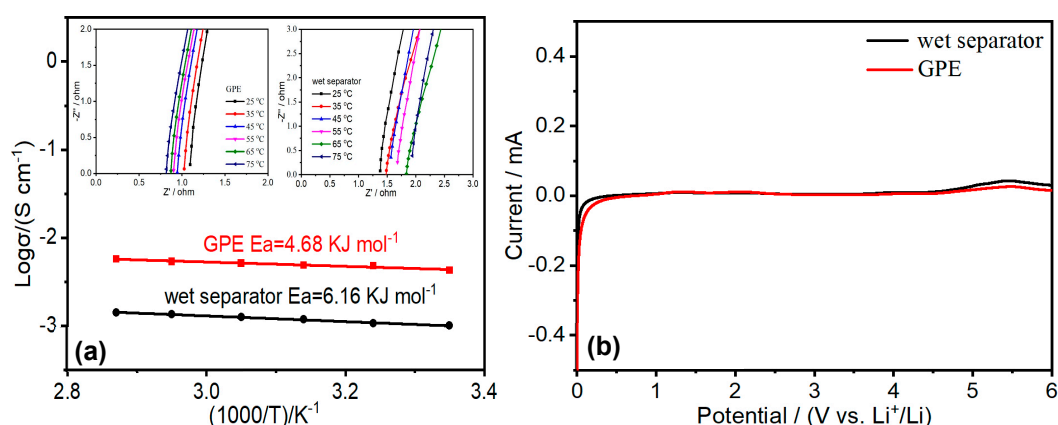 0
-1
-2
-3
Logσ/(S cm⁻¹)
2.8
3.0
3.2
3.4
(1000/T)/K⁻¹
(a)
GPE Ea=4.68 KJ mol⁻¹
wet separator Ea=6.16 KJ mol⁻¹
2.0
1.5
1.0
0.5
0.0
-Z'' / ohm
0.0
0.5
1.0
1.5
2.0
Z' / ohm
GPE
25 °C
35 °C
45 °C
55 °C
65 °C
75 °C
3.0
2.5
2.0
1.5
1.0
0.5
0.0
-Z'' / ohm
0.0
0.5
1.0
1.5
2.0
2.5
3.0
Z' / ohm
wet separator
25 °C
35 °C
45 °C
55 °C
65 °C
75 °C
0.4
0.2
0.0
-0.2
-0.4
Current / mA
wet separator
GPE
(b)
0
1
2
3
4
5
6
Potential / (V vs. Li⁺/Li)